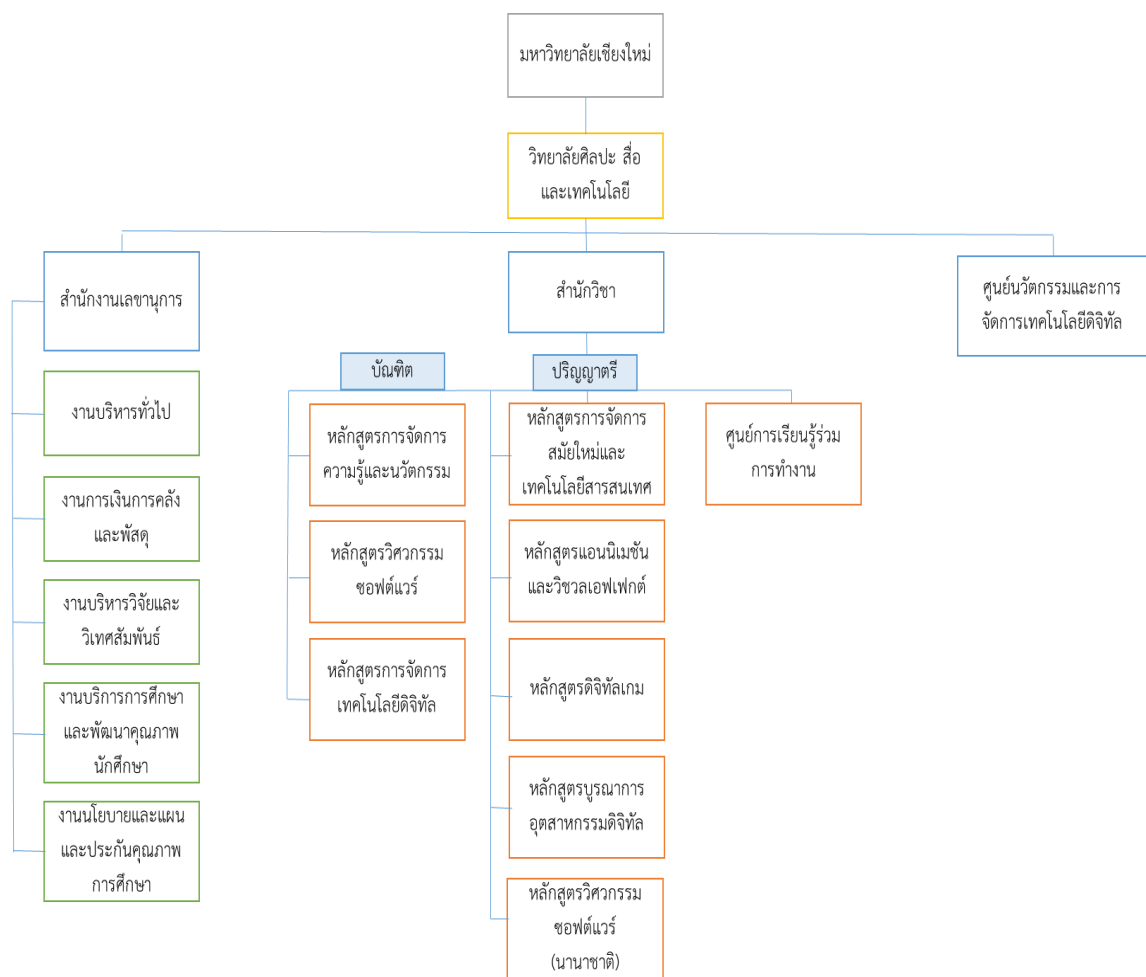 มหาวิทยาลัยเชียงใหม่
วิทยาลัยศิลปะ สื่อ
และเทคโนโลยี
สำนักงานเลขานุการ
สำนักวิชา
ศูนย์นวัตกรรมและการ
จัดการเทคโนโลยีดิจิทัล
งานบริหารทั่วไป
งานการเงินการคลัง
และพัสดุ
งานบริหารวิจัยและ
วิเทศสัมพันธ์
งานบริการการศึกษา
และพัฒนาคุณภาพ
นักศึกษา
งานนโยบายและแผน
และประกันคุณภาพ
การศึกษา
บัณฑิต
หลักสูตรการจัดการ
ความรู้และนวัตกรรม
หลักสูตรวิศวกรรม
ซอฟต์แวร์
หลักสูตรการจัดการ
เทคโนโลยีดิจิทัล
ปริญญาตรี
หลักสูตรการจัดการ
สมัยใหม่และ
เทคโนโลยีสารสนเทศ
หลักสูตรแอนนิเมชัน
และวิชวลเอฟเฟกต์
หลักสูตรดิจิทัลเกม
หลักสูตรบูรณาการ
อุตสาหกรรมดิจิทัล
หลักสูตรวิศวกรรม
ซอฟต์แวร์
(นานาชาติ)
ศูนย์การเรียนรู้ร่วม
การทำงาน